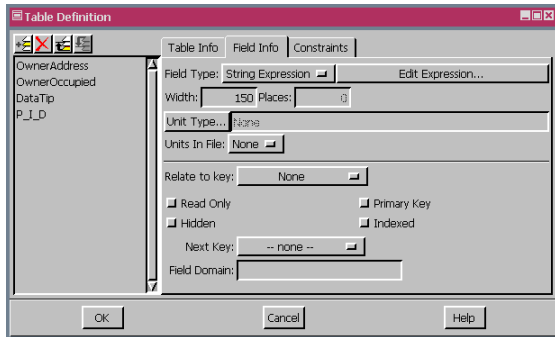 Table Definition
Table Info Field Info Constraints
OwnerAddress
OwnerOccupied
DataTip
P_I_D
Field Type: String Expression Edit Expression...
Width: 150 Places: 0
Unit Type... None
Units In File: None
Relate to key: None
Read Only Primary Key
Hidden Indexed
Next Key: -- none --
Field Domain:
OK Cancel Help